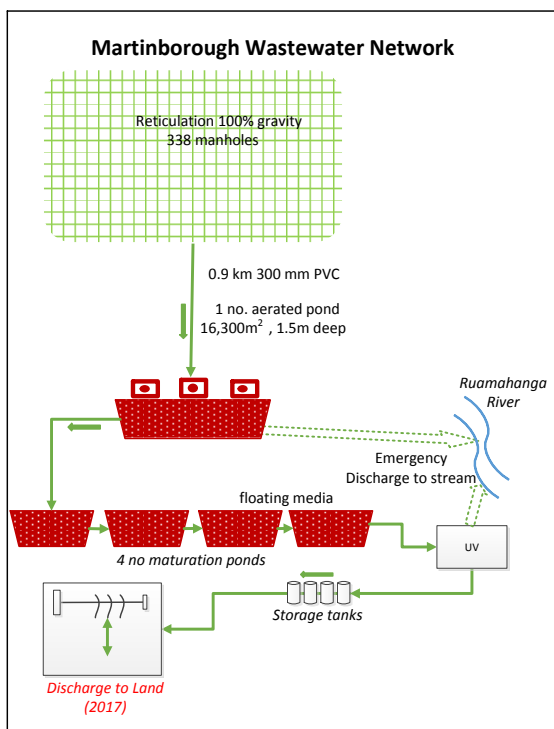 Martinborough Wastewater Network
Reticulation 100% gravity
338 manholes
0.9 km 300 mm PVC
1 no. aerated pond
16,300m² , 1.5m deep
Ruamahanga
River
Emergency
Discharge to stream
floating media
UV
4 no maturation ponds
Storage tanks
Discharge to Land
(2017)